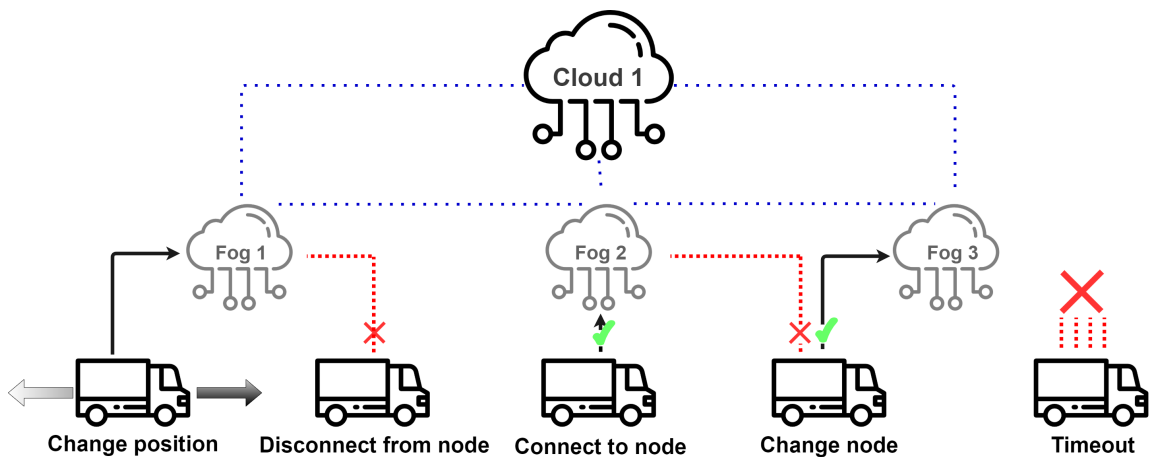 Cloud 1
Fog 1
Fog 2
Fog 3
Change position
Disconnect from node
Connect to node
Change node
Timeout